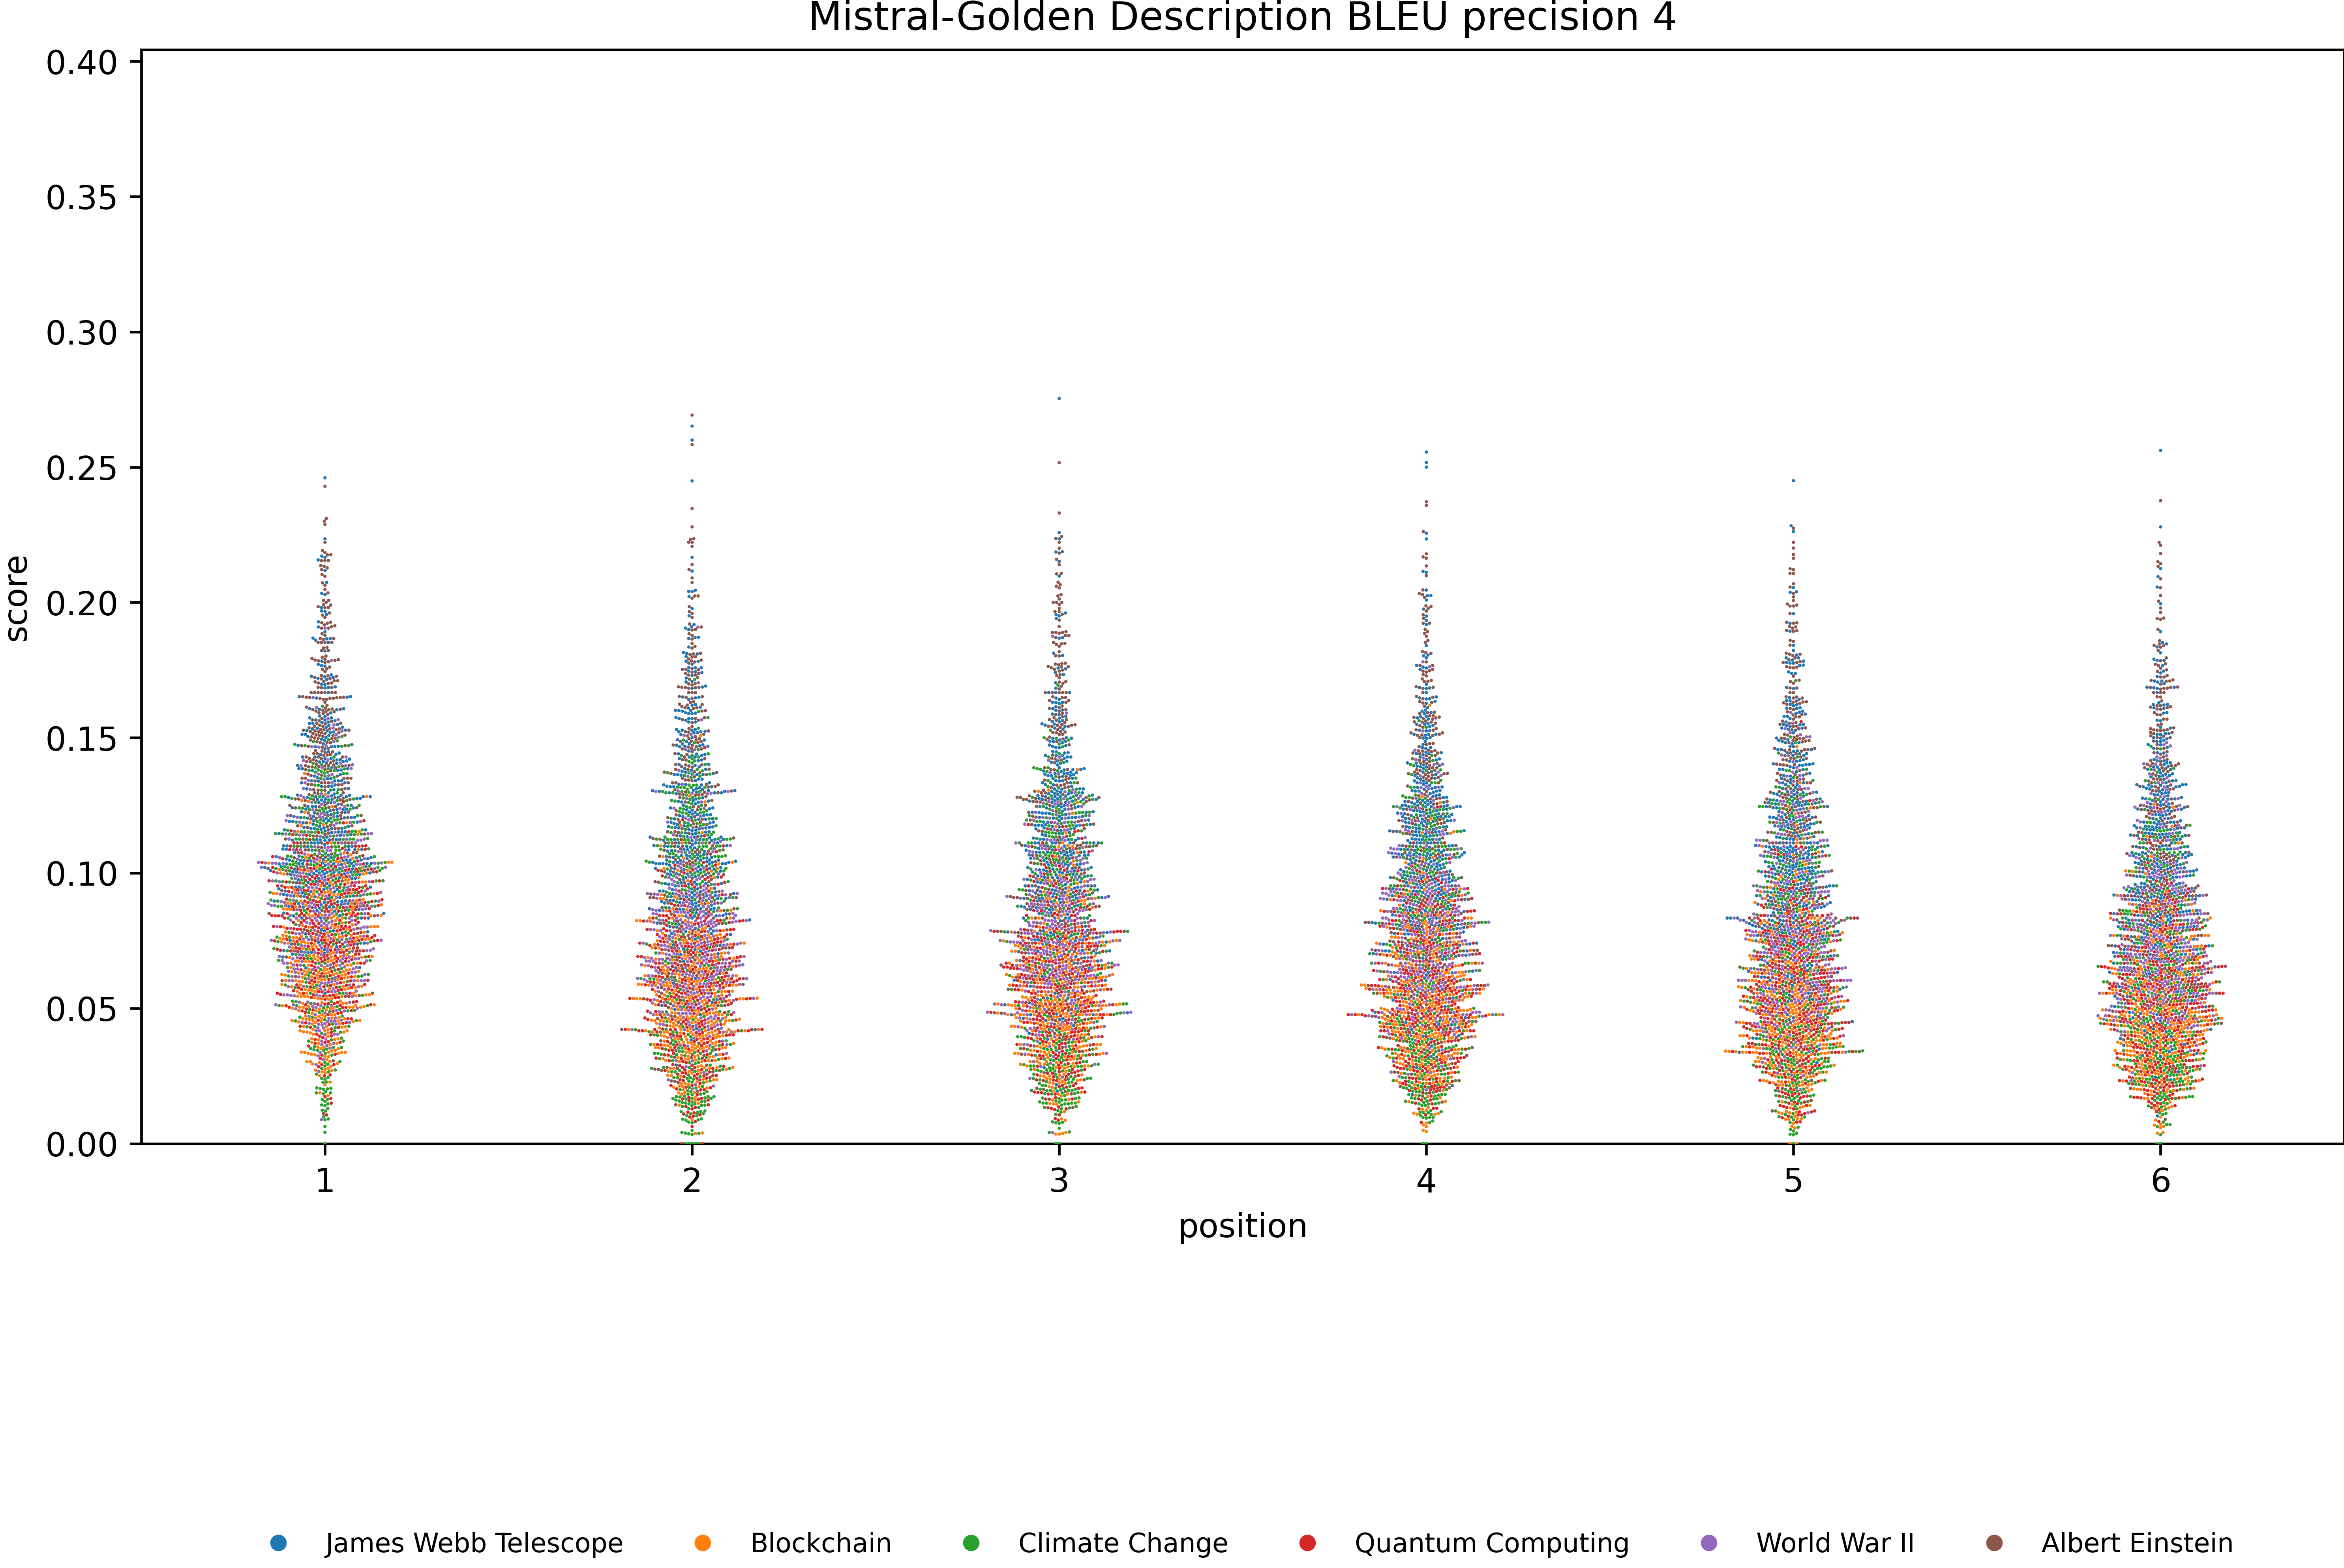 Mistral-Golden Description BLEU precision 4
0.40
0.35
0.30
0.25
0.20
0.15
0.10
0.05
0.00
score
1 2 3 4 5 6
position
James Webb Telescope Blockchain Climate Change Quantum Computing World War II Albert Einstein